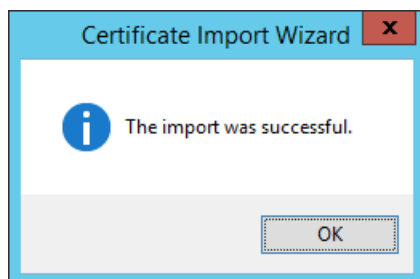 Certificate Import Wizard x
The import was successful.
OK